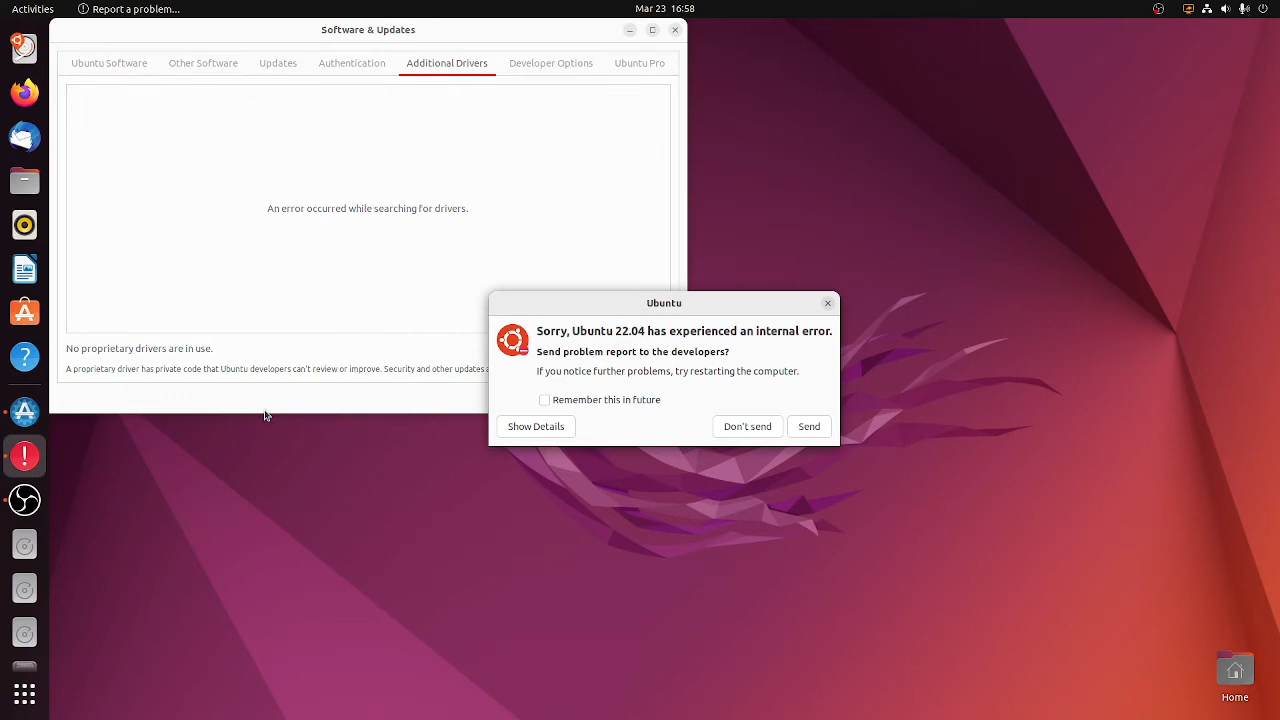 Activities
Report a problem...
Mar 23 16:58
Software & Updates
Ubuntu Software
Other Software
Updates
Authentication
Additional Drivers
Developer Options
Ubuntu Pro
An error occurred while searching for drivers.
No proprietary drivers are in use.
A proprietary driver has private code that Ubuntu developers can't review or improve. Security and other updates a
Ubuntu
Sorry, Ubuntu 22.04 has experienced an internal error.
Send problem report to the developers?
If you notice further problems, try restarting the computer.
Remember this in future
Show Details
Don't send
Send
Home